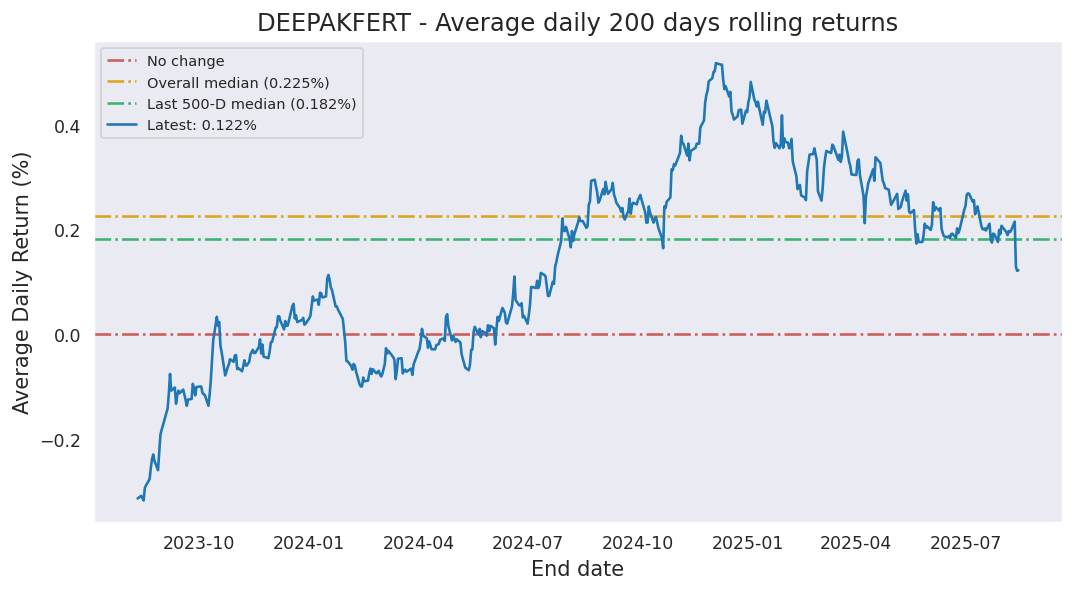 DEEPAKFERT - Average daily 200 days rolling returns
No change
Overall median (0.225%)
Last 500-D median (0.182%)
Latest: 0.122%
Average Daily Return (%)
0.4
0.2
0.0
−0.2
2023-10 2024-01 2024-04 2024-07 2024-10 2025-01 2025-04 2025-07
End date